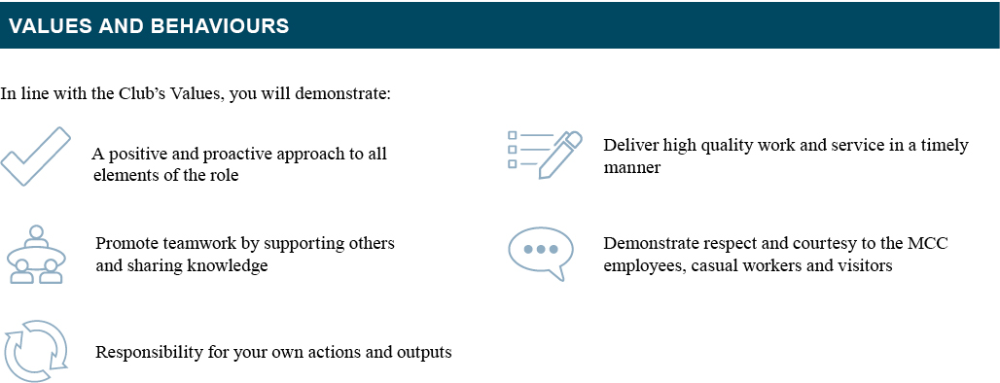 VALUES AND BEHAVIOURS
In line with the Club’s Values, you will demonstrate:
A positive and proactive approach to all
elements of the role
Deliver high quality work and service in a timely
manner
Promote teamwork by supporting others
and sharing knowledge
Demonstrate respect and courtesy to the MCC
employees, casual workers and visitors
Responsibility for your own actions and outputs